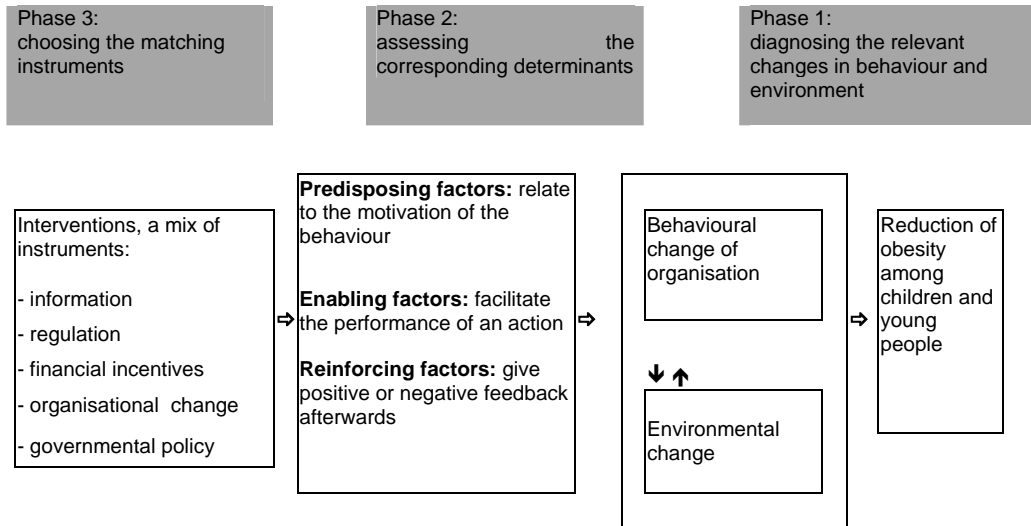 Phase 3:
choosing the matching
instruments
Phase 2:
assessing the
corresponding determinants
Phase 1:
diagnosing the relevant
changes in behaviour and
environment
Interventions, a mix of
instruments:
- information
- regulation
- financial incentives
- organisational change
- governmental policy
Predisposing factors: relate
to the motivation of the
behaviour
Enabling factors: facilitate
the performance of an action
Reinforcing factors: give
positive or negative feedback
afterwards
Behavioural
change of
organisation
Environmental
change
Reduction of
obesity
among
children and
young
people